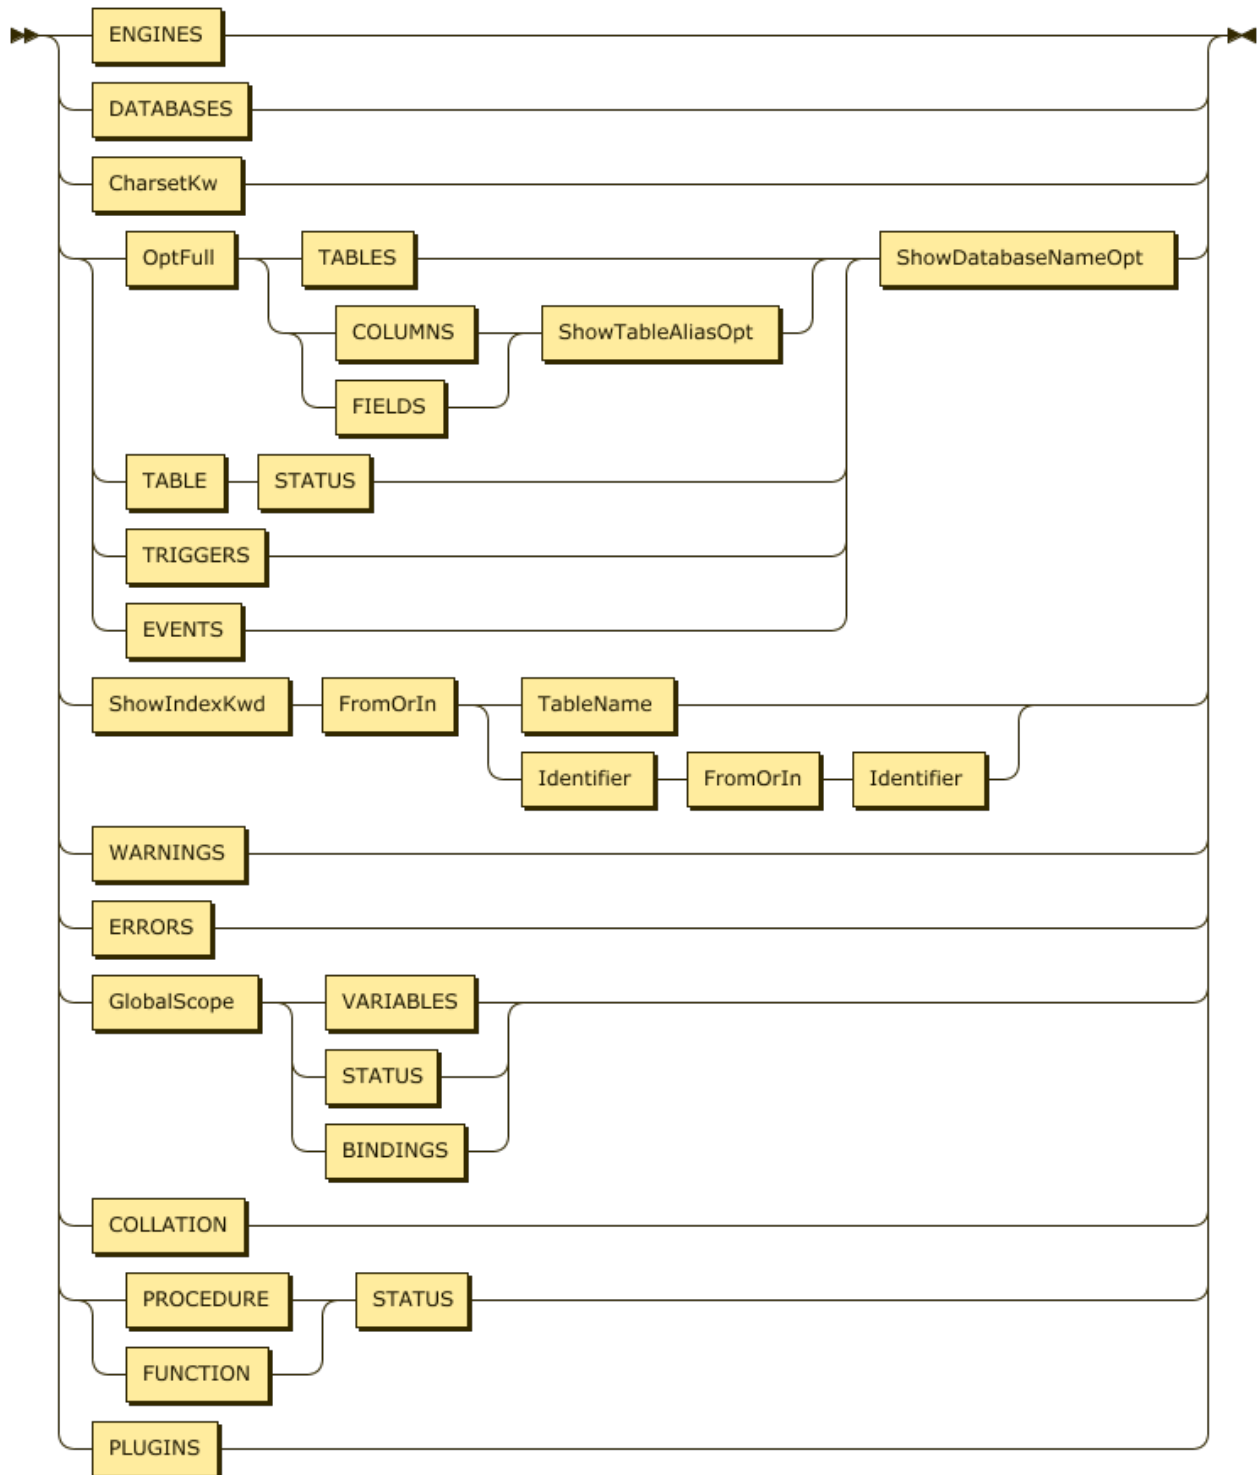 ENGINES
DATABASES
CharsetKw
OptFull TABLES ShowDatabaseNameOpt
COLUMNS ShowTableAliasOpt
FIELDS
TABLE STATUS
TRIGGERS
EVENTS
ShowIndexKwd FromOrIn TableName
Identifier FromOrIn Identifier
WARNINGS
ERRORS
GlobalScope VARIABLES
STATUS
BINDINGS
COLLATION
PROCEDURE STATUS
FUNCTION
PLUGINS